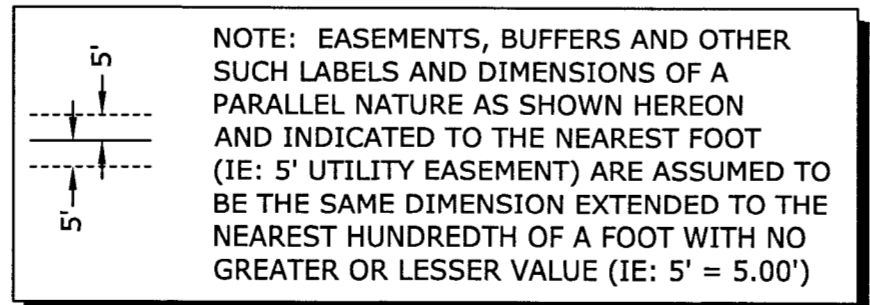 5'
5'
NOTE: EASEMENTS, BUFFERS AND OTHER
SUCH LABELS AND DIMENSIONS OF A
PARALLEL NATURE AS SHOWN HEREON
AND INDICATED TO THE NEAREST FOOT
(IE: 5' UTILITY EASEMENT) ARE ASSUMED TO
BE THE SAME DIMENSION EXTENDED TO THE
NEAREST HUNDREDTH OF A FOOT WITH NO
GREATER OR LESSER VALUE (IE: 5' = 5.00')